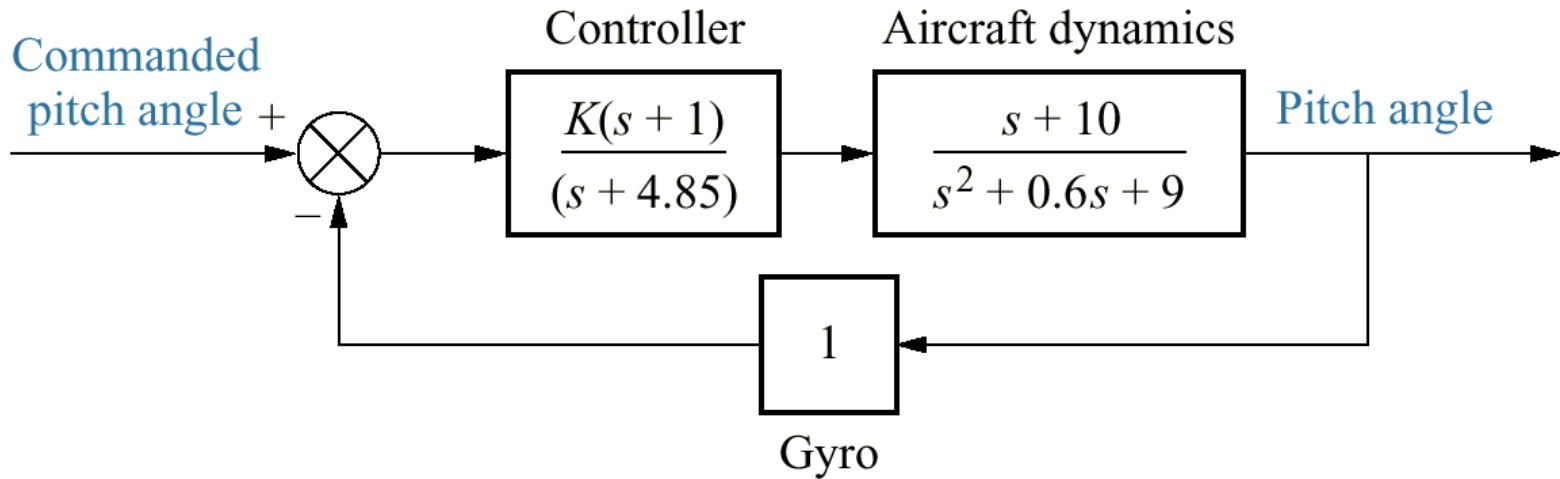 Controller
Aircraft dynamics
Commanded
pitch angle
+
−
K(s + 1)
(s + 4.85)
s + 10
s² + 0.6s + 9
Pitch angle
1
Gyro